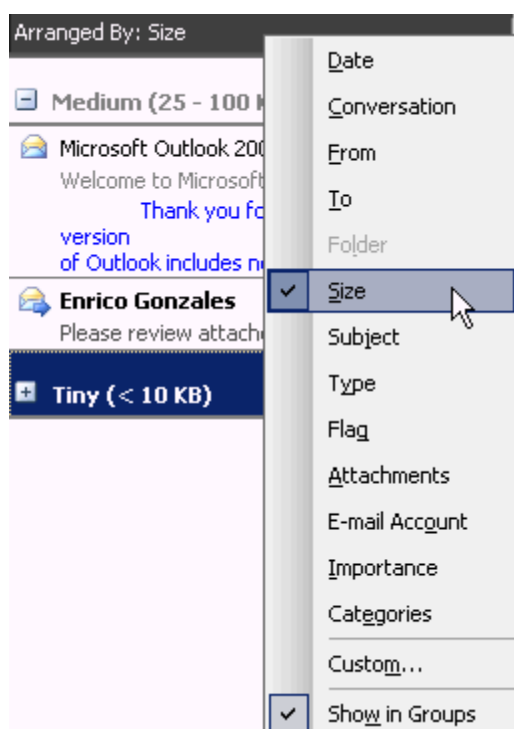 Arranged By: Size
Medium (25 - 100
Microsoft Outlook 200
Welcome to Microsoft
Thank you fo
version
of Outlook includes
Enrico Gonzales
Please review attach
Tiny (< 10 KB)
Date
Conversation
From
To
Folder
Size
Subject
Type
Flag
Attachments
E-mail Account
Importance
Categories
Custom...
Show in Groups